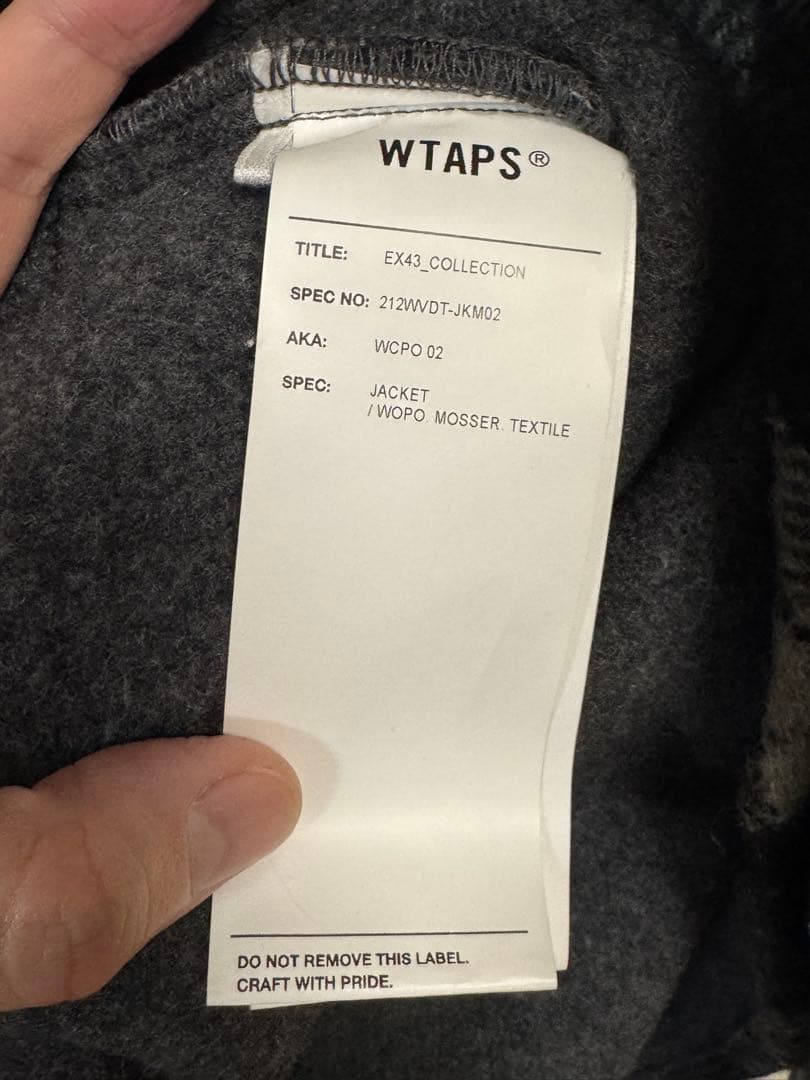 WTAPS®
TITLE: EX43_COLLECTION
SPEC NO: 212WVDT-JKM02
AKA: WCPO 02
SPEC: JACKET
/ WOPO. MOSSER. TEXTILE
DO NOT REMOVE THIS LABEL.
CRAFT WITH PRIDE.